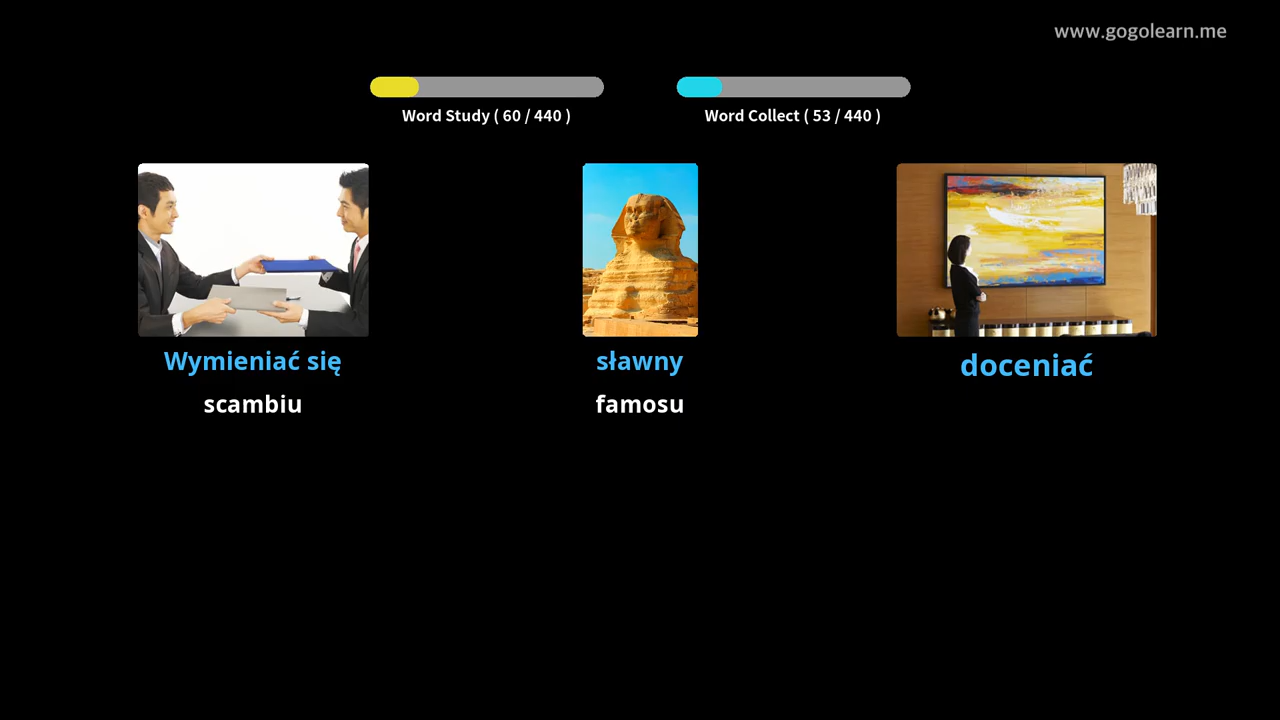 www.gogolearn.me
Word Study ( 60 / 440 )
Word Collect ( 53 / 440 )
Wymieniać się
sławny
doceniać
scambiu
famosu